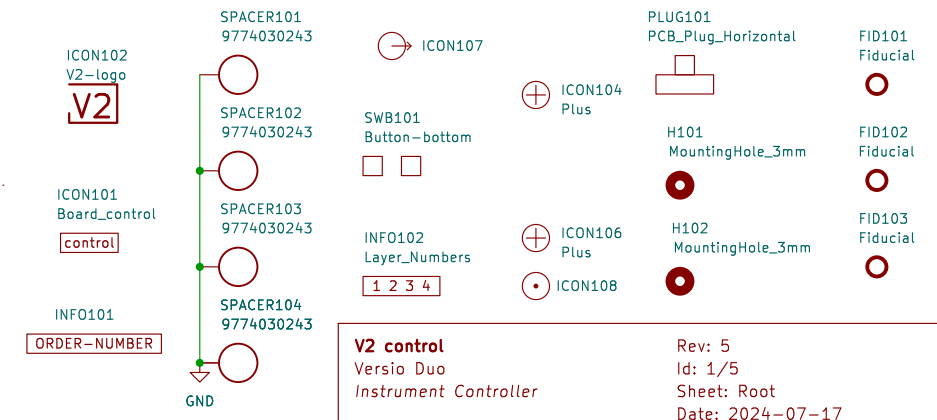 ICON102
V2-logo
V2
ICON101
Board_control
control
INFO101
ORDER-NUMBER
SPACER101
9774030243
SPACER102
9774030243
SPACER103
9774030243
SPACER104
9774030243
GND
ICON107
SWB101
Button-bottom
INFO102
Layer_Numbers
1 2 3 4
ICON104
Plus
ICON106
Plus
ICON108
PLUG101
PCB_Plug_Horizontal
H101
MountingHole_3mm
H102
MountingHole_3mm
FID101
Fiducial
FID102
Fiducial
FID103
Fiducial
V2 control
Versio Duo
Instrument Controller
Rev: 5
Id: 1/5
Sheet: Root
Date: 2024-07-17